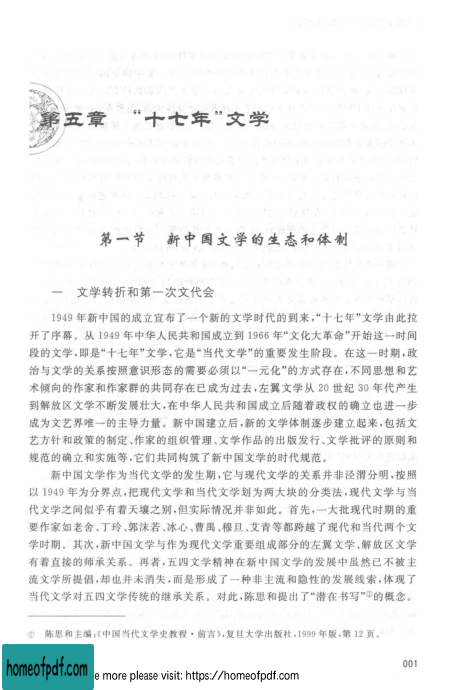 第五章 “十七年”文学
第一节 新中国文学的生态和体制
一 文学转折和第一次文代会
1949 年新中国的成立宣布了一个新的文学时代的到来,“十七年”文学由此拉
开了序幕。从 1949 年中华人民共和国成立到 1966 年“文化大革命”开始这一时间
段的文学,即是“十七年”文学,它是“当代文学”的重要发生阶段。在这一时期,政
治与文学的关系按照意识形态的需要必须以“一元化”的方式存在,不同思想和艺
术倾向的作家和作家群的共同存在已成为过去,左翼文学从 20 世纪 30 年代产生
到解放区文学不断发展壮大,在中华人民共和国成立后随着政权的确立也进一步
成为文艺界唯一的主导力量。新中国建立后,新的文学体制逐步建立起来,包括文
艺方针和政策的制定、作家的组织管理、文学作品的出版发行、文学批评的原则和
规范的确立和实施等,它们共同构筑了新中国文学的时代规范。
新中国文学作为当代文学的发生期,它与现代文学的关系并非泾渭分明,按照
以 1949 年为分界点,把现代文学和当代文学划为两大块的分类法,现代文学与当
代文学之间似乎有着天壤之别,但实际情况并非如此。首先,一大批现代时期的重
要作家如老舍、丁玲、郭沫若、冰心、曹禺、穆旦、艾青等都跨越了现代和当代两个文
学时期。其次,新中国文学与作为现代文学重要组成部分的左翼文学、解放区文学
有着直接的师承关系。再者,五四文学精神在新中国文学的发展中虽然已不被主
流文学所提倡,却也并未消失,而是形成了一种非主流和隐性的发展线索,体现了
当代文学对五四文学传统的继承关系。对此,陈思和提出了“潜在书写”①的概念。
① 陈思和主编:《中国当代文学史教程·前言》,复旦大学出版社,1999 年版,第 12 页。
001
homeofpdf.com
e more please visit: https://homeofpdf.com